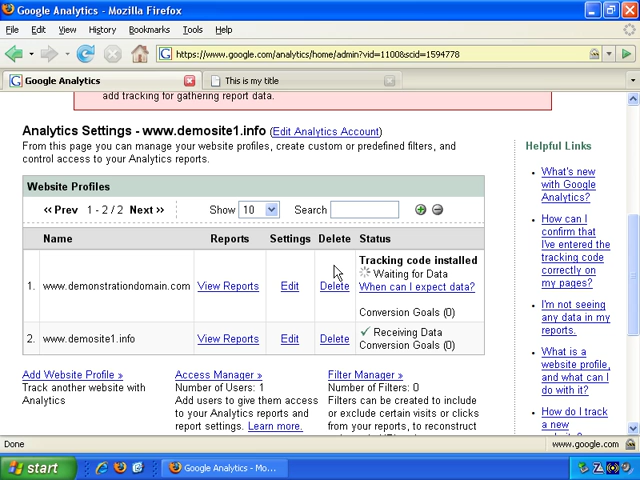 Google Analytics - Mozilla Firefox
File Edit View History Bookmarks Tools Help
https://www.google.com/analytics/home/admin?vid=1100&scid=1594778
Google Analytics
This is my title
add tracking for gathering report data.
Analytics Settings - www.demosite1.info (Edit Analytics Account)
From this page you can manage your website profiles, create custom or predefined filters, and
control access to your Analytics reports.
Website Profiles
‹‹ Prev 1 - 2 / 2 Next ›› Show 10 Search
Name Reports Settings Delete Status
1. www.demonstrationdomain.com View Reports Edit Delete
Tracking code installed
Waiting for Data
When can I expect data?
Conversion Goals (0)
2. www.demosite1.info View Reports Edit Delete
Receiving Data
Conversion Goals (0)
Add Website Profile »
Track another website with
Analytics
Access Manager »
Number of Users: 1
Add users to give them access
to your Analytics reports and
report settings. Learn more.
Filter Manager »
Number of Filters: 0
Filters can be created to
include or exclude certain visits or clicks
from your reports, to reconstruct
Helpful Links
What's new
with Google
Analytics?
How can I
confirm that
I've entered the
tracking code
correctly on
my pages?
I'm not seeing
any data in my
reports.
What is a
website profile,
and what can I
do with it?
How do I track
a new
Done
www.google.com
start
Google Analytics - Mo...